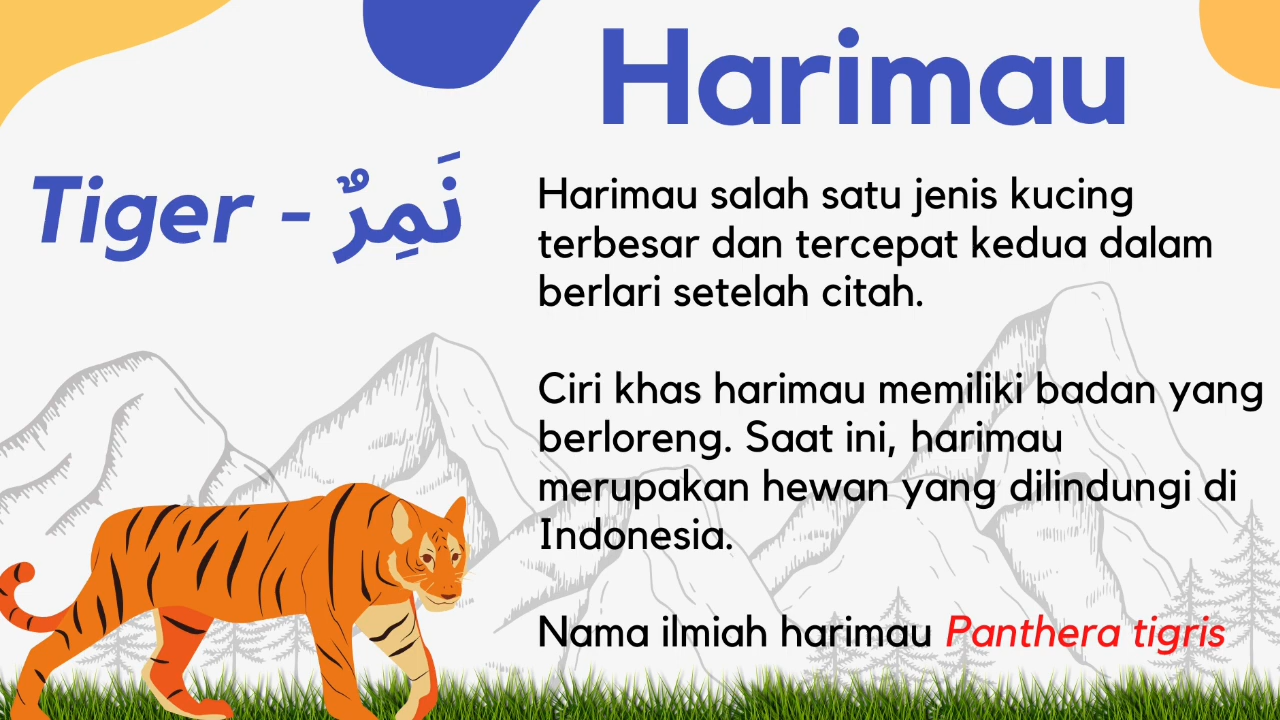 Harimau
Tiger - نَمِرٌ
Harimau salah satu jenis kucing
terbesar dan tercepat kedua dalam
berlari setelah citah.
Ciri khas harimau memiliki badan yang
berloreng. Saat ini, harimau
merupakan hewan yang dilindungi di
Indonesia.
Nama ilmiah harimau Panthera tigris